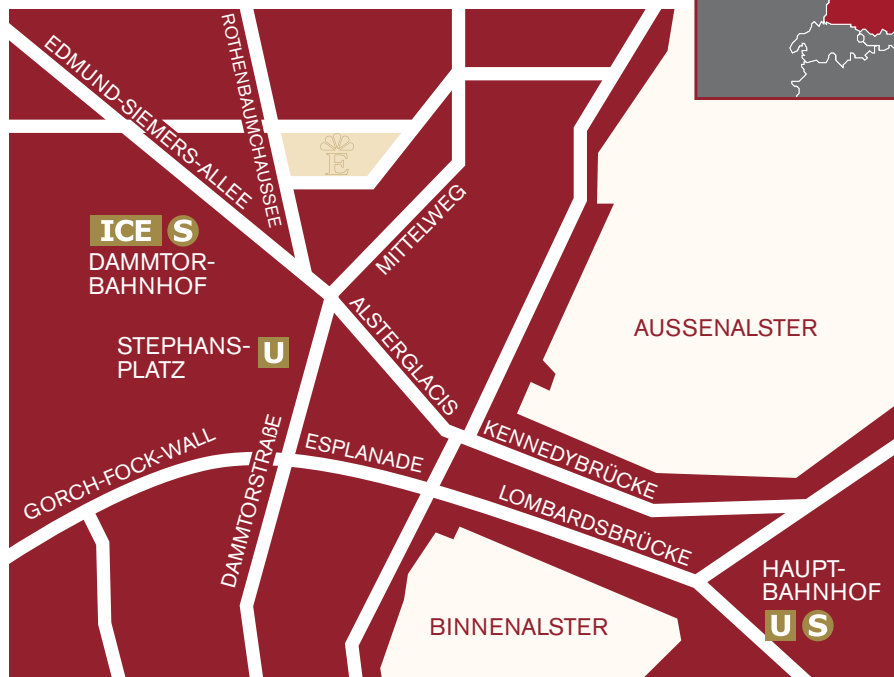 EDMUND-SIEMERS-ALLEE
ROTHENBAUMCHAUSSEE
E
MITTELWEG
ICE S
DAMMTOR-
BAHNHOF
STEPHANS-
PLATZ
U
ALSTERGLACIS
AUSSENALSTER
GORCH-FOCK-WALL
DAMMTORSTRAßE
ESPLANADE
KENNEDYBRÜCKE
LOMBARDSBRÜCKE
BINNENALSTER
HAUPT-
BAHNHOF
U S